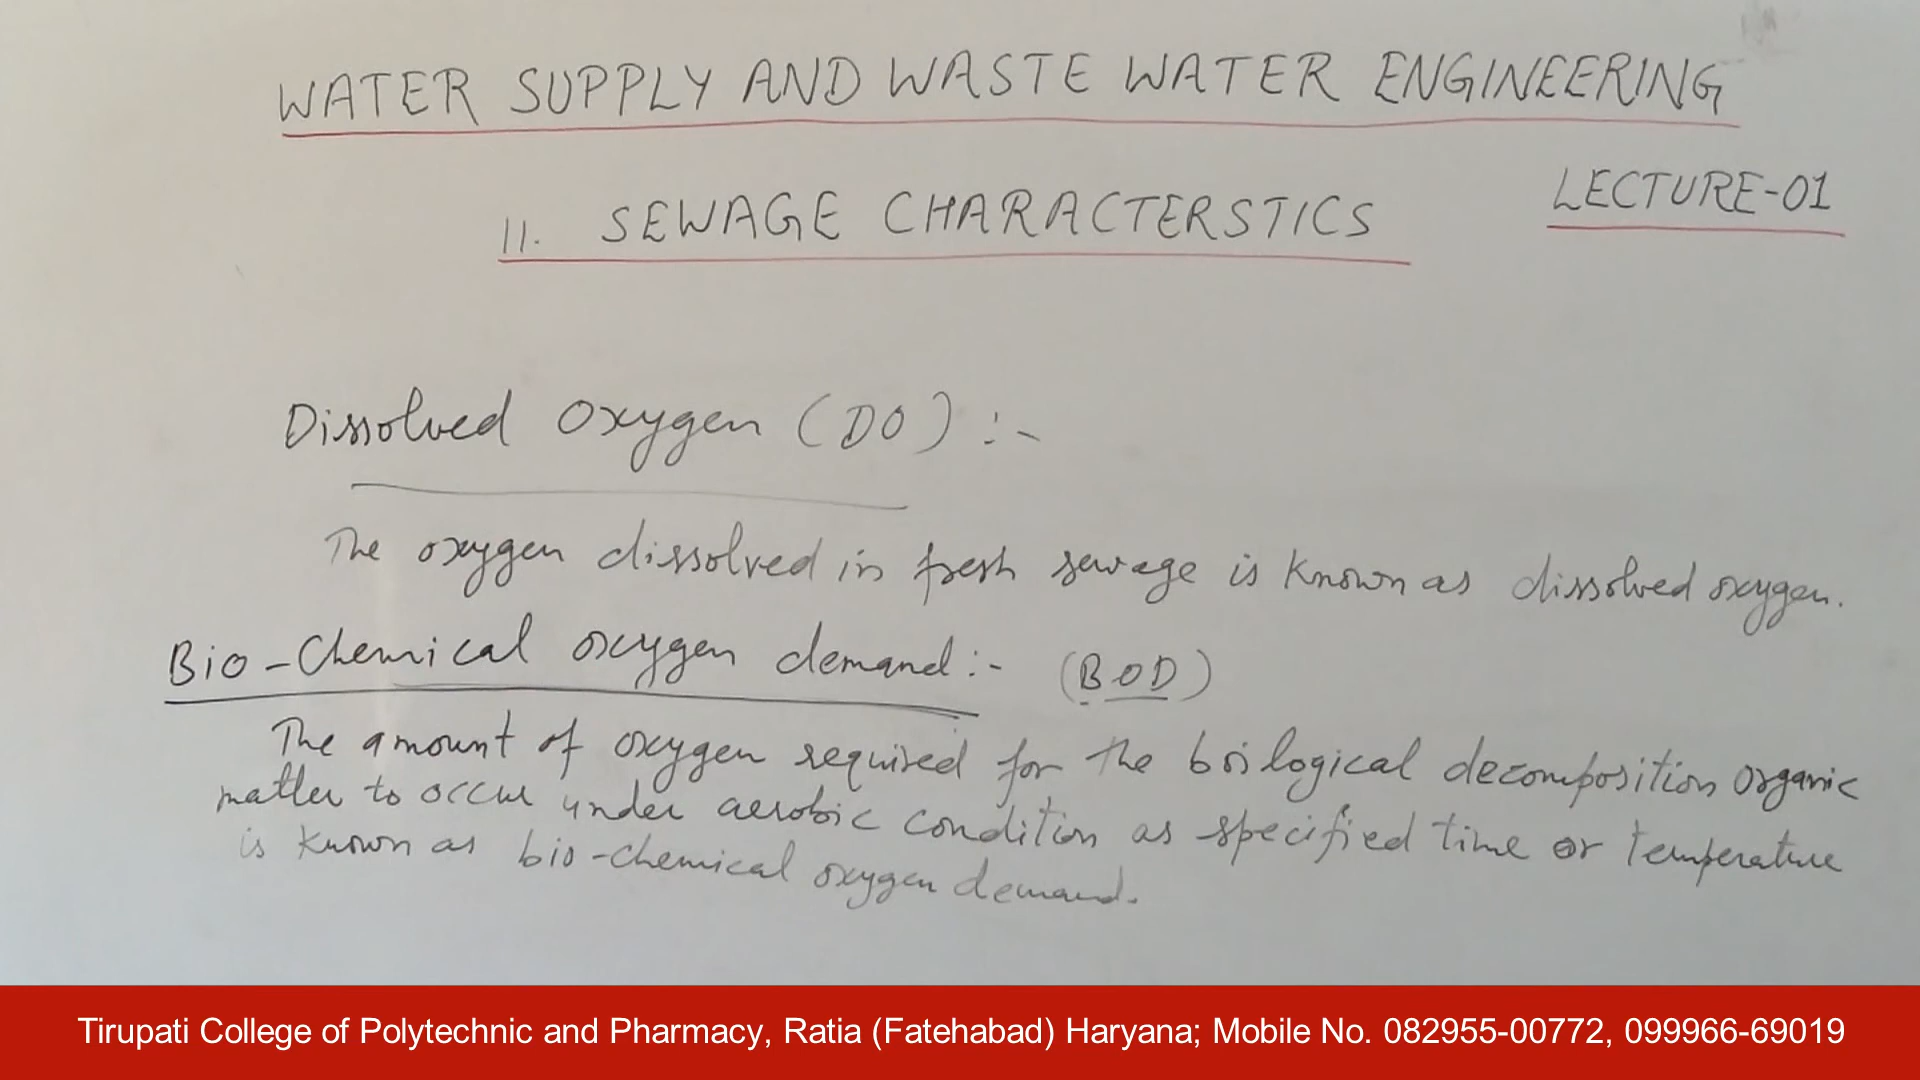 WATER SUPPLY AND WASTE WATER ENGINEERING
LECTURE-01
11. SEWAGE CHARACTERSTICS
Dissolved Oxygen (DO) :-
The oxygen dissolved in fresh sewage is known as dissolved oxygen.
Bio-Chemical oxygen demand:- (BOD)
The amount of oxygen required for the boilogical decomposition organic
matter to occur under aerobic condition as specified time or temperature
is known as bio-chemical oxygen demand.
Tirupati College of Polytechnic and Pharmacy, Ratia (Fatehabad) Haryana; Mobile No. 082955-00772, 099966-69019